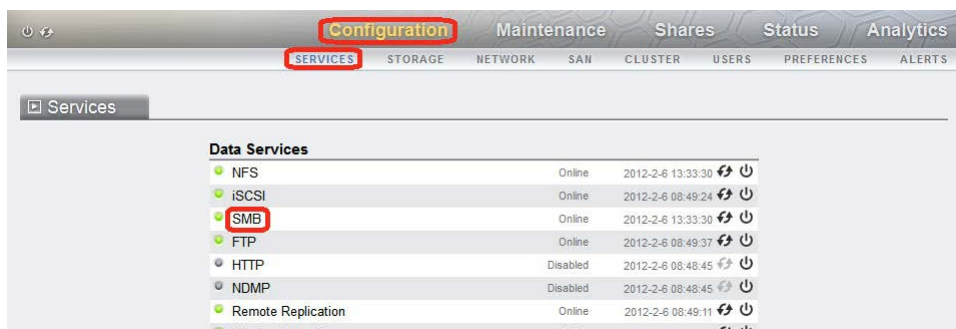 Configuration Maintenance Shares Status Analytics
SERVICES STORAGE NETWORK SAN CLUSTER USERS PREFERENCES ALERTS
Services
Data Services
NFS Online 2012-2-6 13:33:30
iSCSI Online 2012-2-6 08:49:24
SMB Online 2012-2-6 13:33:30
FTP Online 2012-2-6 08:49:37
HTTP Disabled 2012-2-6 08:48:45
NDMP Disabled 2012-2-6 08:48:45
Remote Replication Online 2012-2-6 08:49:11